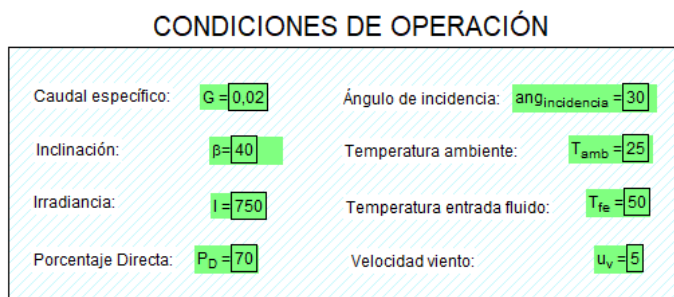 CONDICIONES DE OPERACIÓN
Caudal específico: G = 0,02 Ángulo de incidencia: ang incidencia = 30
Inclinación: β= 40 Temperatura ambiente: T amb = 25
Irradiancia: I = 750 Temperatura entrada fluido: T fe = 50
Porcentaje Directa: P D = 70 Velocidad viento: u v = 5